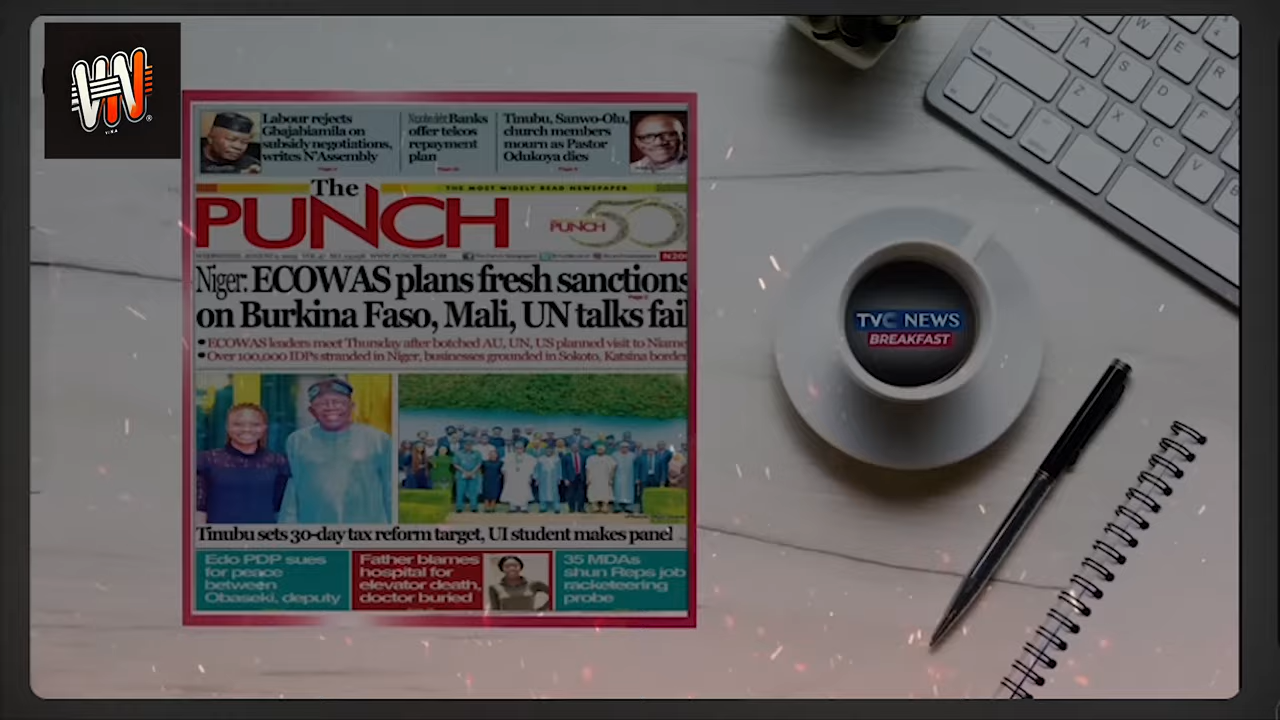 Labour rejects
Gbajabiamila on
subsidy negotiations,
writes N'Assembly
Banks
offer telcos
repayment
plan
Tinubu, Sanwo-Olu,
church members
mourn as Pastor
Odukoya dies
The
PUNCH
THE MOST WIDELY READ NEWSPAPER
PUNCH 50
Niger: ECOWAS plans fresh sanctions
on Burkina Faso, Mali, UN talks fail
• ECOWAS leaders meet Thursday after botched AU, UN, US planned visit to Niamey
• Over 100,000 IDPs stranded in Niger, businesses grounded in Sokoto, Katsina border
Tinubu sets 30-day tax reform target, UI student makes panel
Edo PDP sues
for peace
between
Obaseki, deputy
Father blames
hospital for
elevator death,
doctor buried
35 MDAs
shun Reps job
racketeering
probe
TVC NEWS
BREAKFAST
A
W
E
R
S
D
F
Z
X
C
V
B